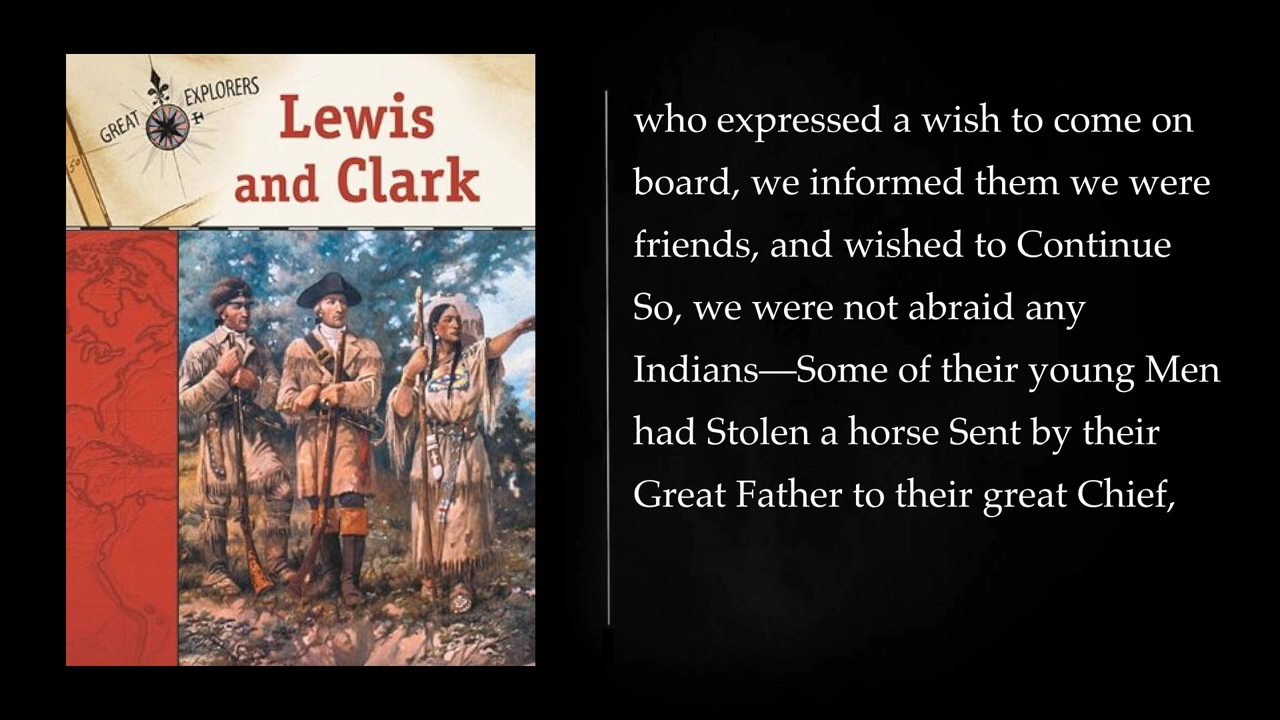 GREAT EXPLORERS
Lewis
and Clark
who expressed a wish to come on
board, we informed them we were
friends, and wished to Continue
So, we were not abraid any
Indians—Some of their young Men
had Stolen a horse Sent by their
Great Father to their great Chief,